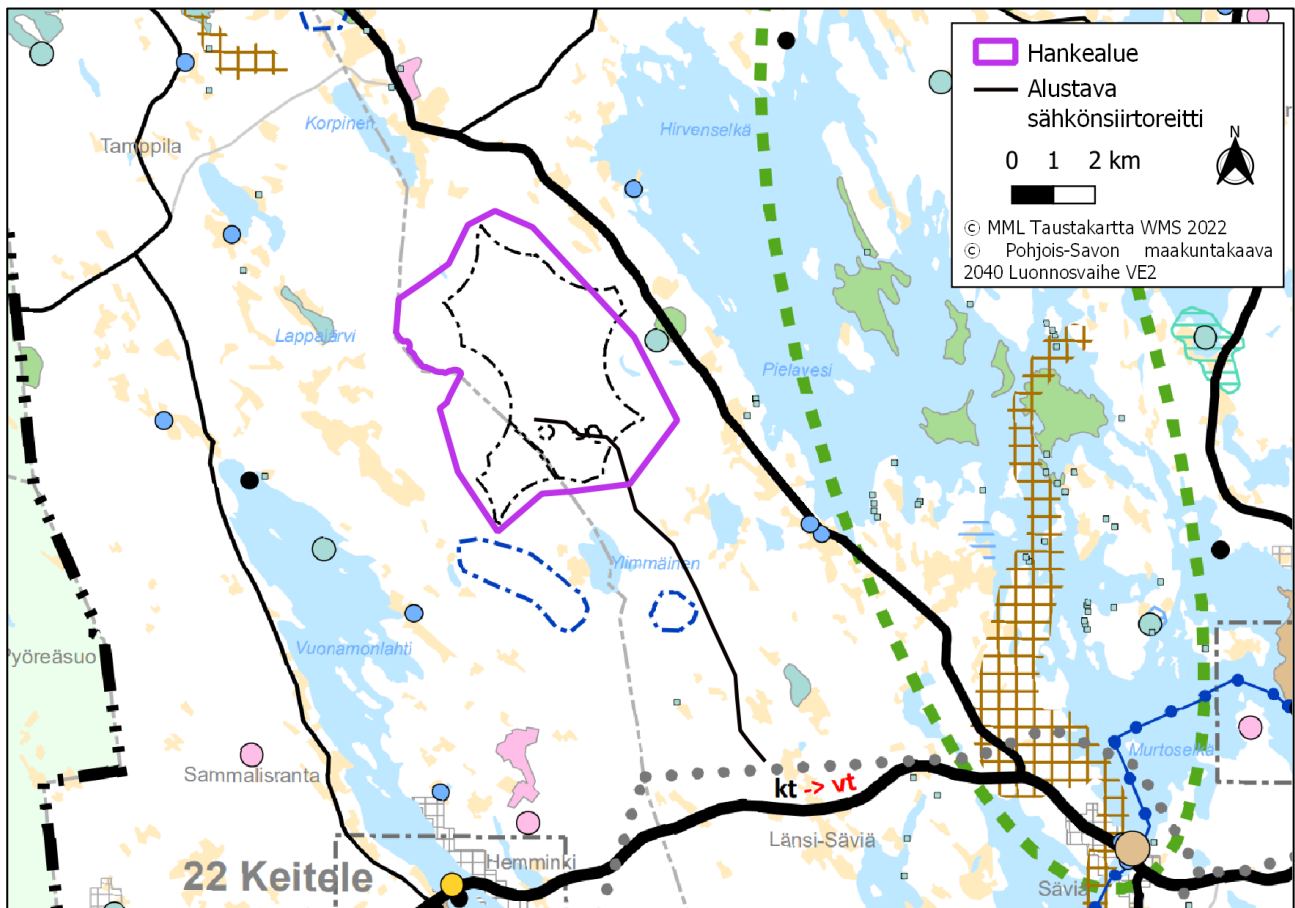 Hankealue
Alustava
sähkönsiirtoreitti
N
0 1 2 km
© MML Taustakartta WMS 2022
© Pohjois-Savon maakuntakaava
2040 Luonnosvaihe VE2
Korpinen
Hirvenselkä
Tamppila
Lappajärvi
Pielavesi
Ylimmäinen
Vuonamonlahti
yöreäsuo
Sammalisranta
Murtoselkä
kt -> vt
Länsi-Säviä
Hemminki
22 Keitele
Säviä